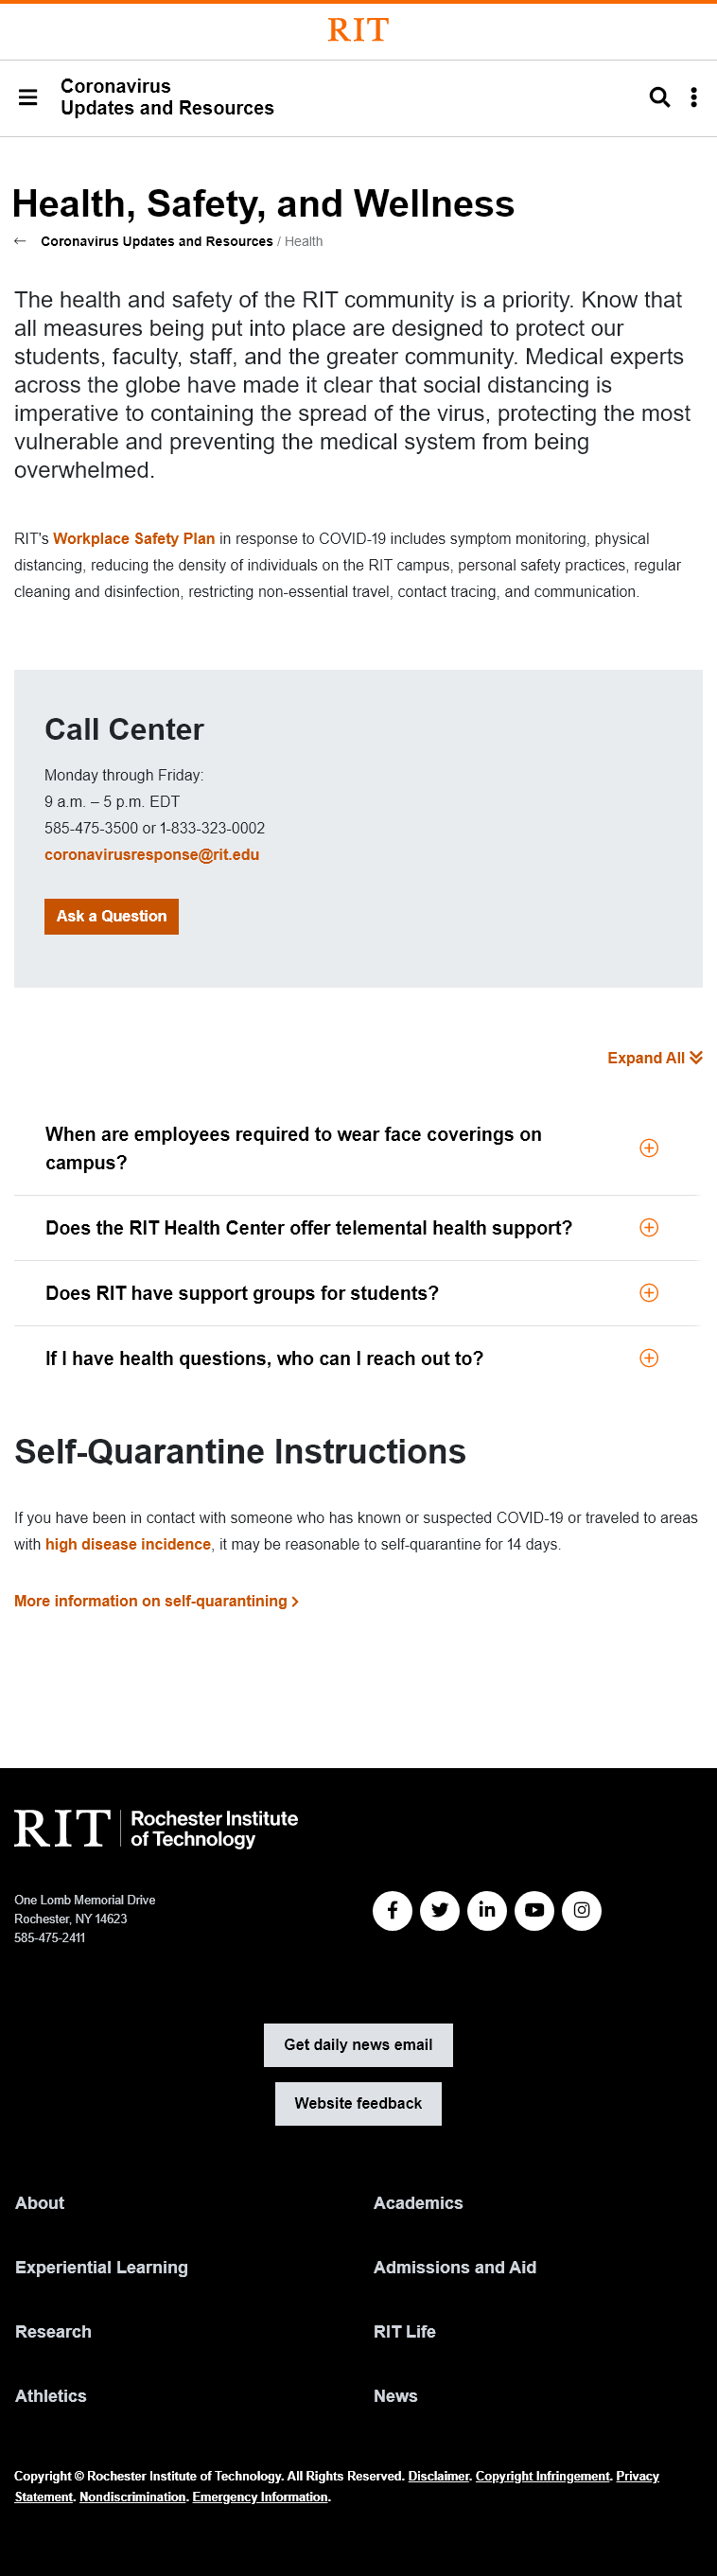 RIT
Coronavirus
Updates and Resources
Health, Safety, and Wellness
Coronavirus Updates and Resources / Health
The health and safety of the RIT community is a priority. Know that
all measures being put into place are designed to protect our
students, faculty, staff, and the greater community. Medical experts
across the globe have made it clear that social distancing is
imperative to containing the spread of the virus, protecting the most
vulnerable and preventing the medical system from being
overwhelmed.
RIT's Workplace Safety Plan in response to COVID-19 includes symptom monitoring, physical
distancing, reducing the density of individuals on the RIT campus, personal safety practices, regular
cleaning and disinfection, restricting non-essential travel, contact tracing, and communication.
Call Center
Monday through Friday:
9 a.m. – 5 p.m. EDT
585-475-3500 or 1-833-323-0002
coronavirusresponse@rit.edu
Ask a Question
Expand All
When are employees required to wear face coverings on
campus?
Does the RIT Health Center offer telemental health support?
Does RIT have support groups for students?
If I have health questions, who can I reach out to?
Self-Quarantine Instructions
If you have been in contact with someone who has known or suspected COVID-19 or traveled to areas
with high disease incidence, it may be reasonable to self-quarantine for 14 days.
More information on self-quarantining
RIT | Rochester Institute
of Technology
One Lomb Memorial Drive
Rochester, NY 14623
585-475-2411
Get daily news email
Website feedback
About
Academics
Experiential Learning
Admissions and Aid
Research
RIT Life
Athletics
News
Copyright © Rochester Institute of Technology. All Rights Reserved. Disclaimer. Copyright Infringement. Privacy
Statement. Nondiscrimination. Emergency Information.